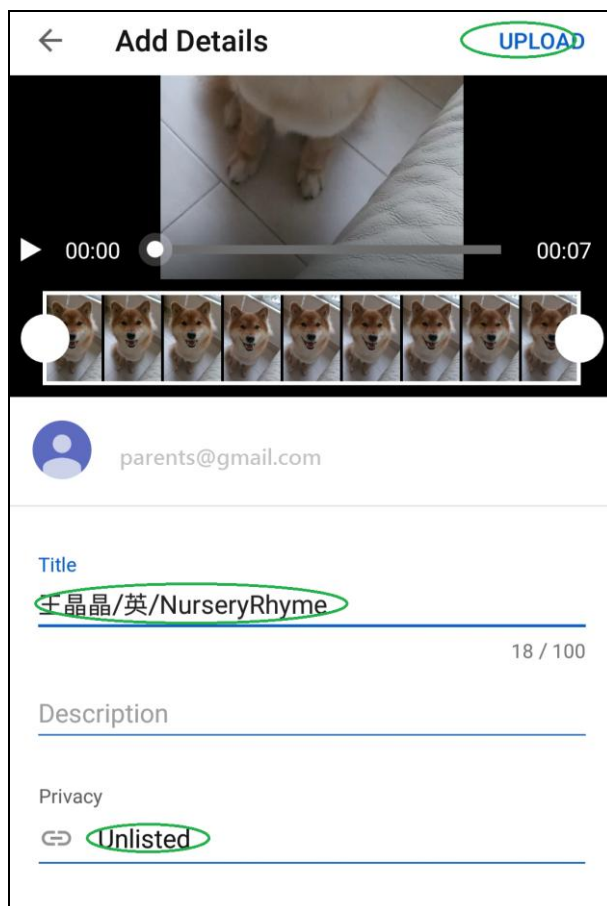 Add Details
UPLOAD
00:00
00:07
parents@gmail.com
Title
王晶晶/英/NurseryRhyme
18 / 100
Description
Privacy
Unlisted